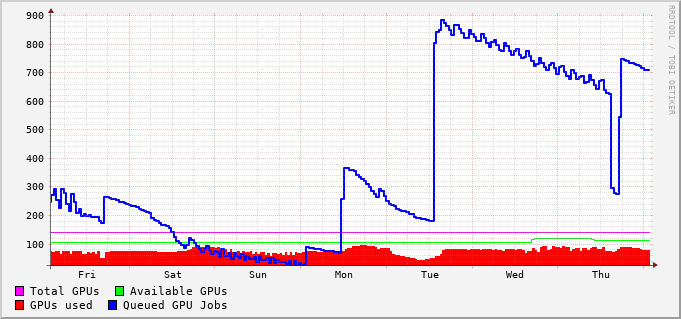 RRDTOOL / TOBI OETIKER
900
800
700
600
500
400
300
200
100
Fri Sat Sun Mon Tue Wed Thu
Total GPUs Available GPUs
GPUs used Queued GPU Jobs